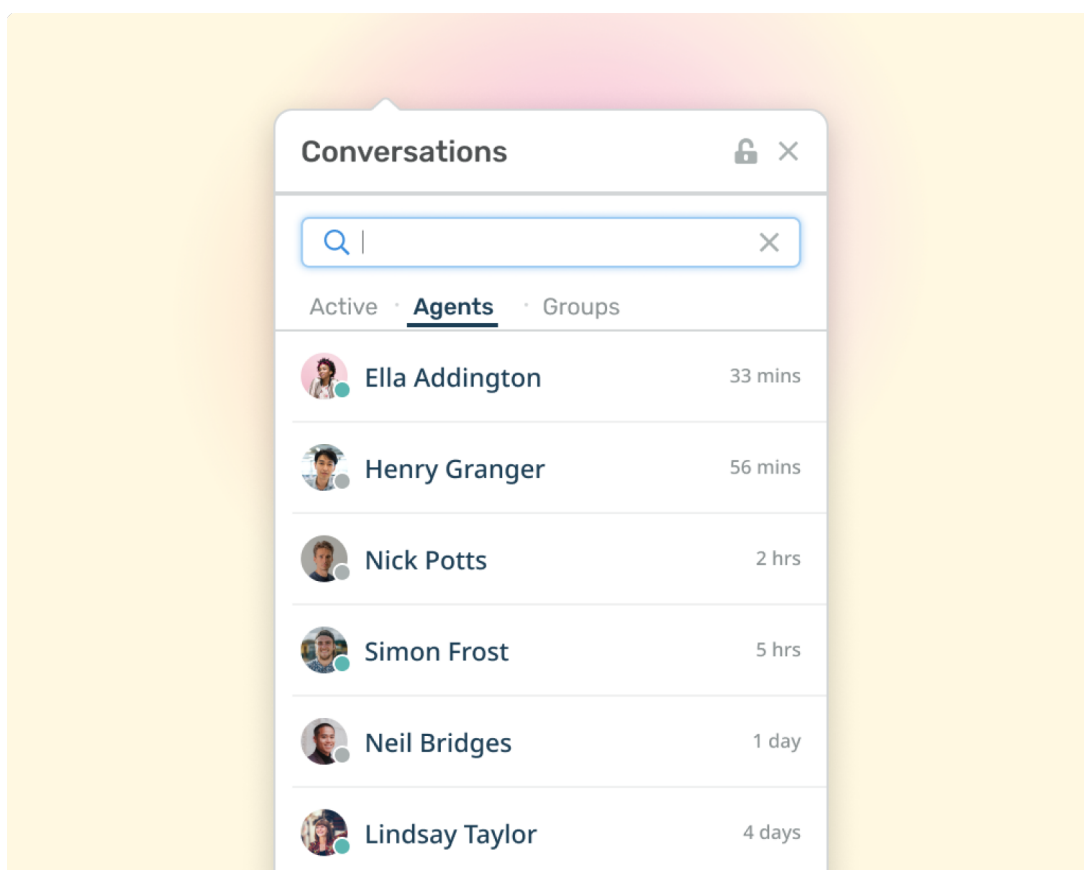 Conversations
Active · Agents · Groups
Ella Addington 33 mins
Henry Granger 56 mins
Nick Potts 2 hrs
Simon Frost 5 hrs
Neil Bridges 1 day
Lindsay Taylor 4 days